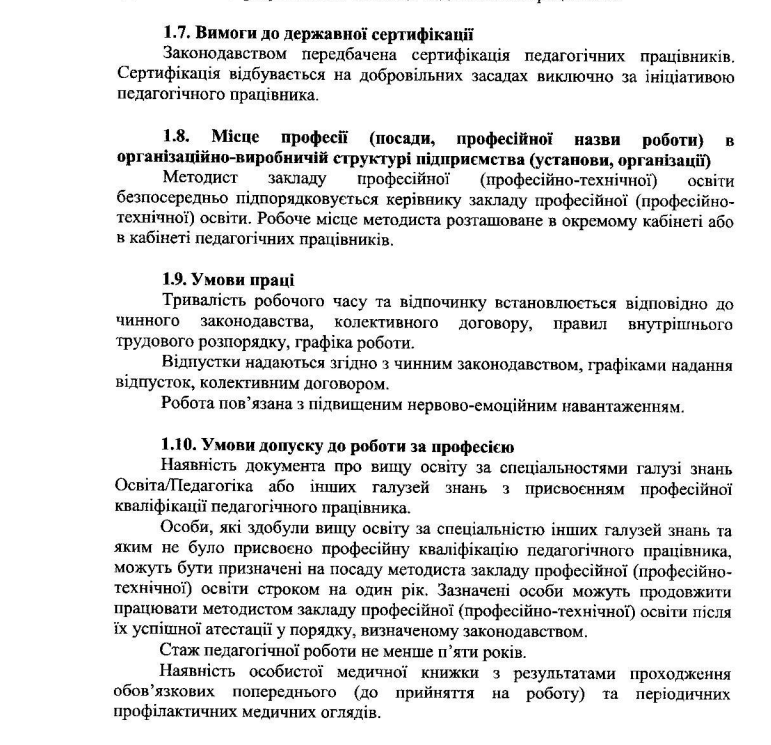 1.7. Вимоги до державної сертифікації
Законодавством передбачена сертифікація педагогічних працівників.
Сертифікація відбувається на добровільних засадах виключно за ініціативою
педагогічного працівника.
1.8. Місце професії (посади, професійної назви роботи) в
організаційно-виробничій структурі підприємства (установи, організації)
Методист закладу професійної (професійно-технічної) освіти
безпосередньо підпорядковується керівнику закладу професійної (професійно-
технічної) освіти. Робоче місце методиста розташоване в окремому кабінеті або
в кабінеті педагогічних працівників.
1.9. Умови праці
Тривалість робочого часу та відпочинку встановлюється відповідно до
чинного законодавства, колективного договору, правил внутрішнього
трудового розпорядку, графіка роботи.
Відпустки надаються згідно з чинним законодавством, графіками надання
відпусток, колективним договором.
Робота пов’язана з підвищеним нервово-емоційним навантаженням.
1.10. Умови допуску до роботи за професією
Наявність документа про вищу освіту за спеціальностями галузі знань
Освіта/Педагогіка або інших галузей знань з присвоєнням професійної
кваліфікації педагогічного працівника.
Особи, які здобули вищу освіту за спеціальністю інших галузей знань та
яким не було присвоєно професійну кваліфікацію педагогічного працівника,
можуть бути призначені на посаду методиста закладу професійної (професійно-
технічної) освіти строком на один рік. Зазначені особи можуть продовжити
працювати методистом закладу професійної (професійно-технічної) освіти після
їх успішної атестації у порядку, визначеному законодавством.
Стаж педагогічної роботи не менше п’яти років.
Наявність особистої медичної книжки з результатами проходження
обов’язкових попереднього (до прийняття на роботу) та періодичних
профілактичних медичних оглядів.